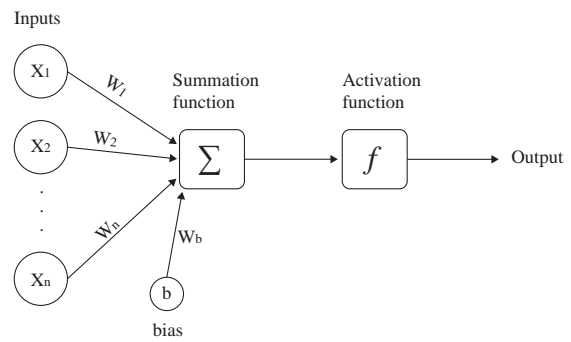 Inputs
X1
W1
Summation
function
Activation
function
X2
W2
∑
f
Output
.
.
.
Wn
Wb
Xn
b
bias